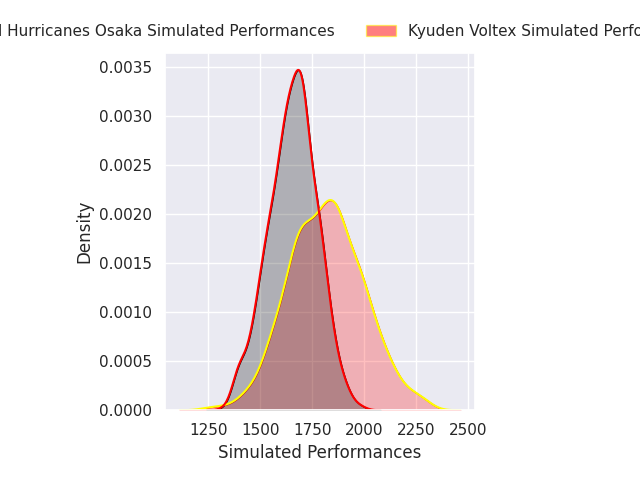 Hurricanes Osaka Simulated Performances
Kyuden Voltex Simulated
0.0035
0.0030
0.0025
0.0020
0.0015
0.0010
0.0005
0.0000
Density
1250 1500 1750 2000 2250 2500
Simulated Performances